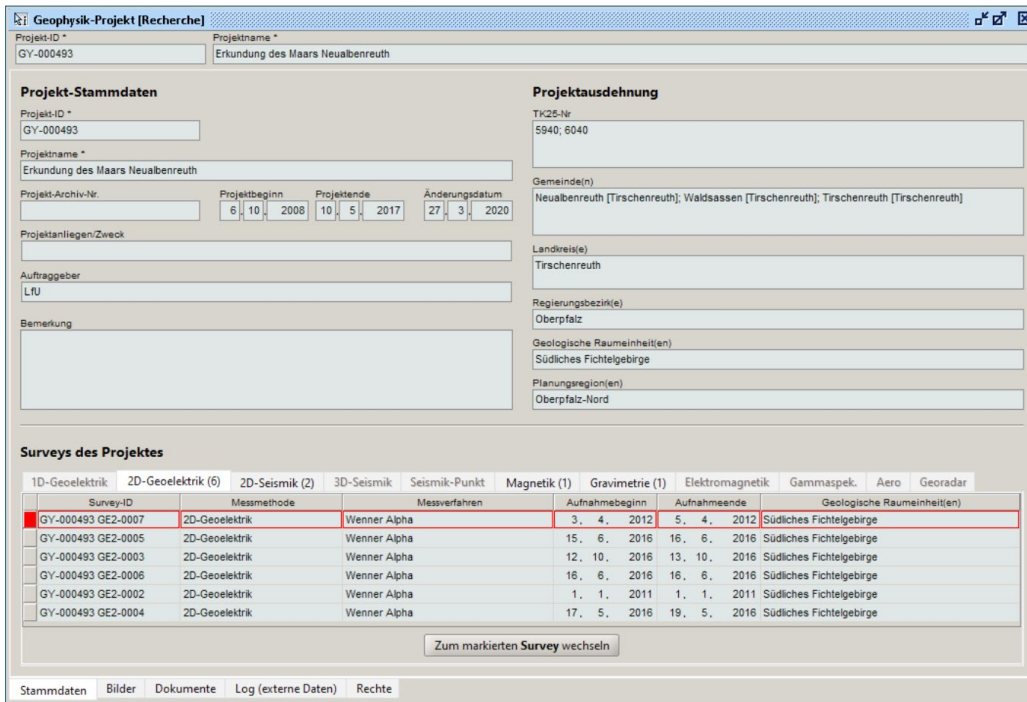 Geophysik-Projekt [Recherche]
Projekt-ID * Projektname *
GY-000493 Erkundung des Maars Neualbenreuth
Projekt-Stammdaten
Projekt-ID *
GY-000493
Projektname *
Erkundung des Maars Neualbenreuth
Projekt-Archiv-Nr. Projektbeginn Projektende Änderungsdatum
6. 10. 2008 10. 5. 2017 27. 3. 2020
Projektanliegen/Zweck
Auftraggeber
LfU
Bemerkung
Projektausdehnung
TK25-Nr
5940; 6040
Gemeinde(n)
Neualbenreuth [Tirschenreuth]; Waldsassen [Tirschenreuth]; Tirschenreuth [Tirschenreuth]
Landkreis(e)
Tirschenreuth
Regierungsbezirk(e)
Oberpfalz
Geologische Raumeinheit(en)
Südliches Fichtelgebirge
Planungsregion(en)
Oberpfalz-Nord
Surveys des Projektes
1D-Geoelektrik 2D-Geoelektrik (6) 2D-Seismik (2) 3D-Seismik Seismik-Punkt Magnetik (1) Gravimetrie (1) Elektromagnetik Gammaspek. Aero Georadar
Survey-ID Messmethode Messverfahren Aufnahmebeginn Aufnahmeende Geologische Raumeinheit(en)
GY-000493 GE2-0007 2D-Geoelektrik Wenner Alpha 3. 4. 2012 5. 4. 2012 Südliches Fichtelgebirge
GY-000493 GE2-0005 2D-Geoelektrik Wenner Alpha 15. 6. 2016 16. 6. 2016 Südliches Fichtelgebirge
GY-000493 GE2-0003 2D-Geoelektrik Wenner Alpha 12. 10. 2016 13. 10. 2016 Südliches Fichtelgebirge
GY-000493 GE2-0006 2D-Geoelektrik Wenner Alpha 16. 6. 2016 16. 6. 2016 Südliches Fichtelgebirge
GY-000493 GE2-0002 2D-Geoelektrik Wenner Alpha 1. 1. 2011 1. 1. 2011 Südliches Fichtelgebirge
GY-000493 GE2-0004 2D-Geoelektrik Wenner Alpha 17. 5. 2016 19. 5. 2016 Südliches Fichtelgebirge
Zum markierten Survey wechseln
Stammdaten Bilder Dokumente Log (externe Daten) Rechte